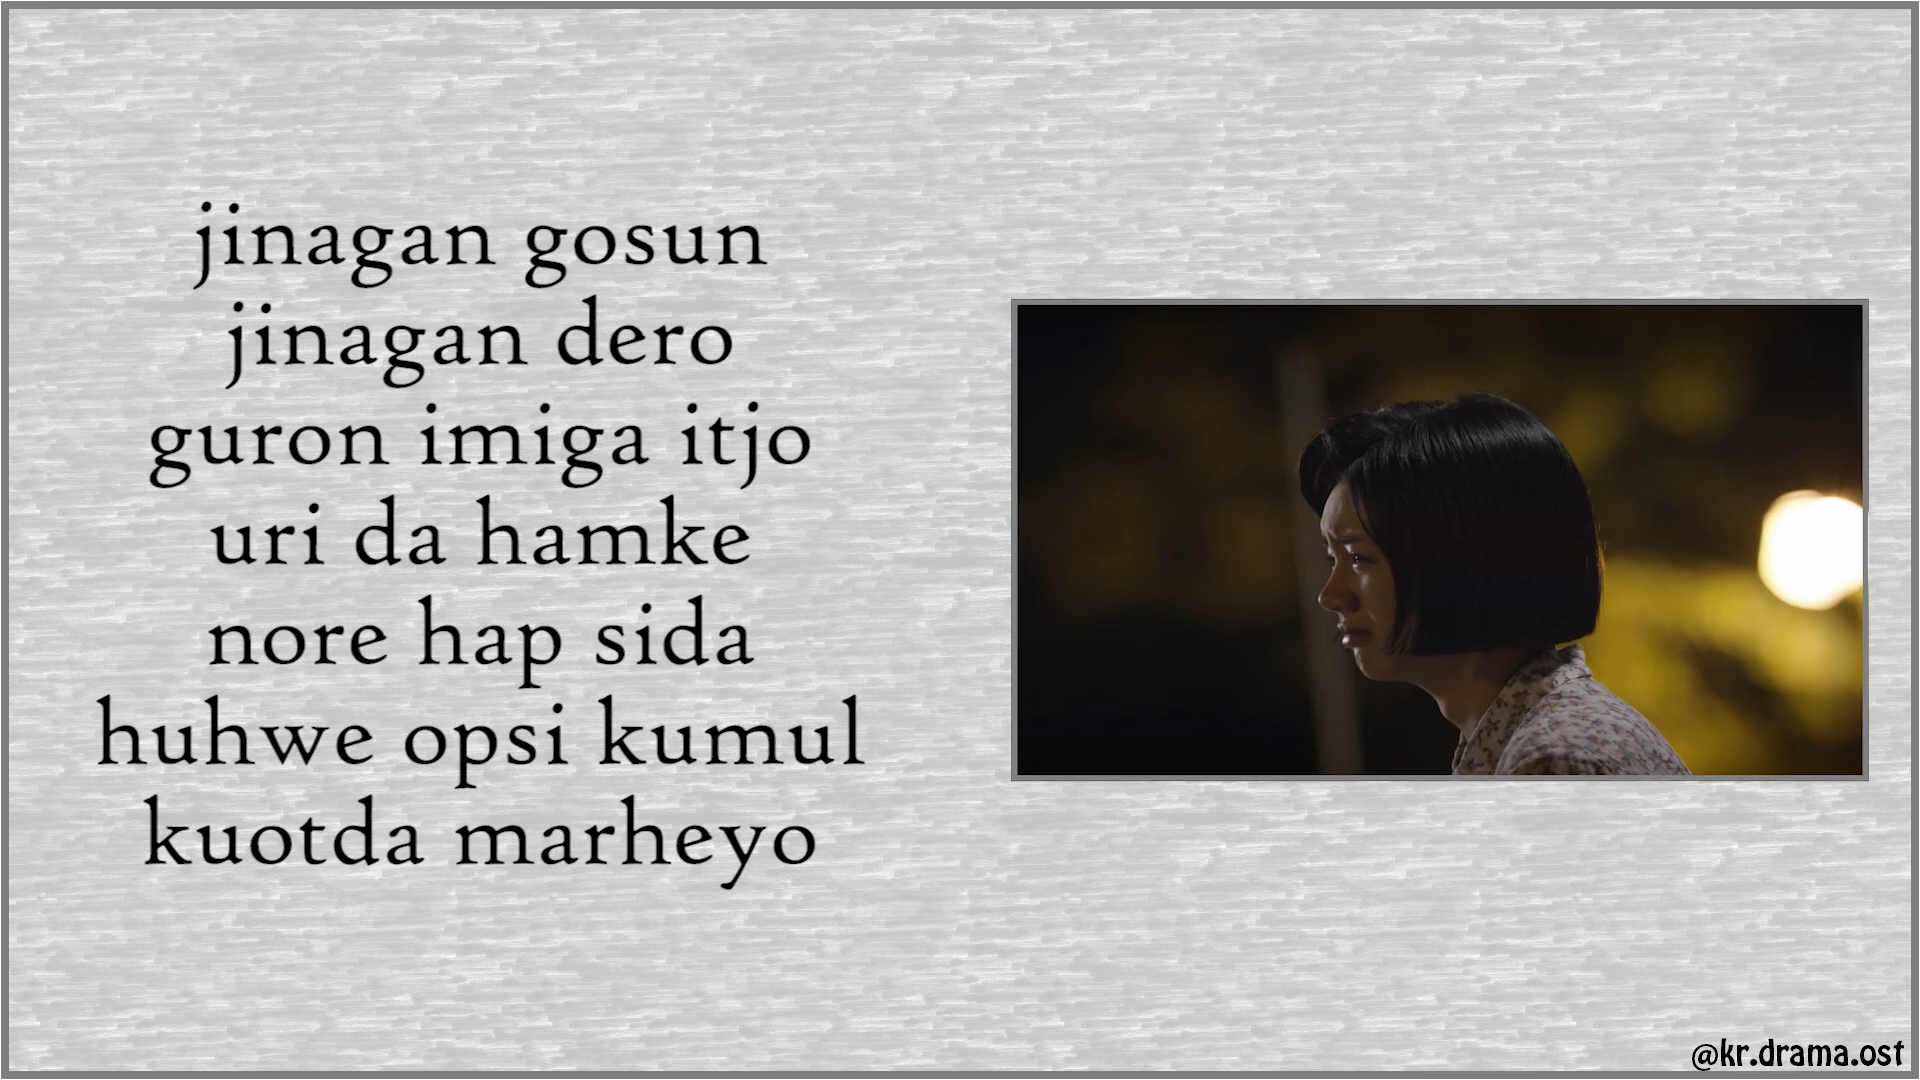 jinagan gosun
jinagan dero
guron imiga itjo
uri da hamke
nore hap sida
huhwe opsi kumul
kuotda marheyo
@kr.drama.ost